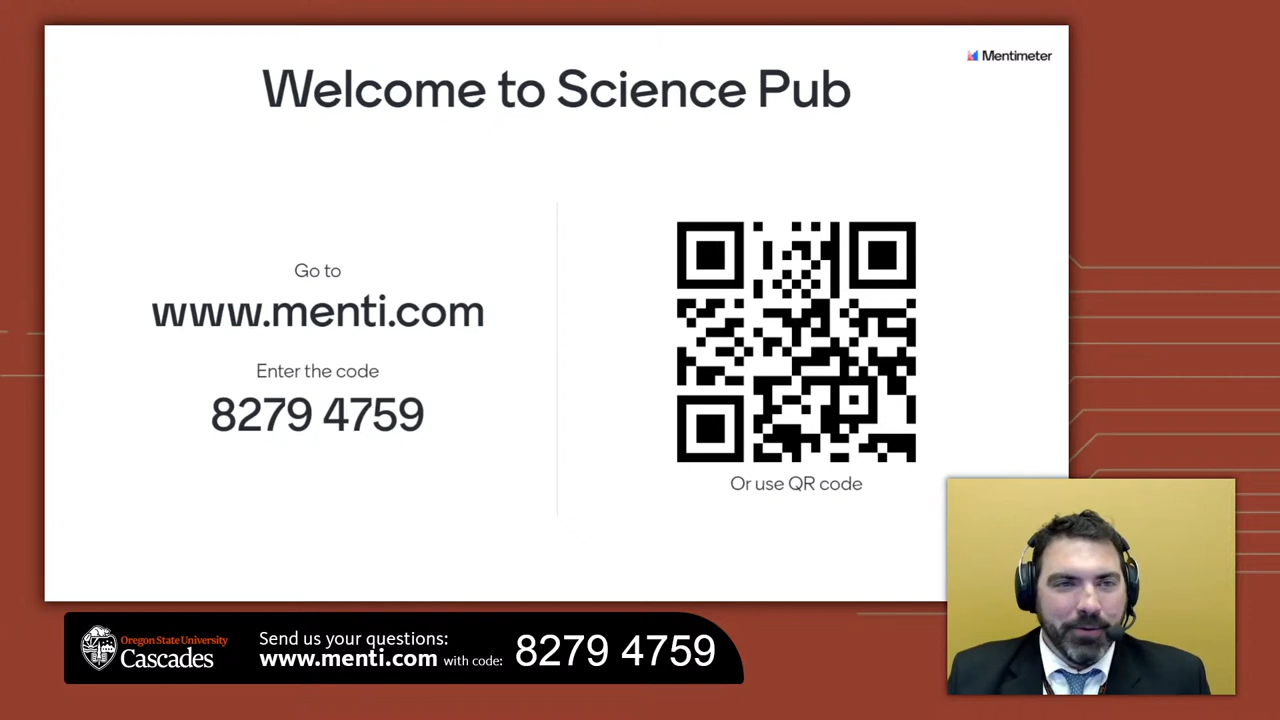 Mentimeter
Welcome to Science Pub
Go to
www.menti.com
Enter the code
8279 4759
Or use QR code
Oregon State University
Cascades
Send us your questions:
www.menti.com with code:
8279 4759